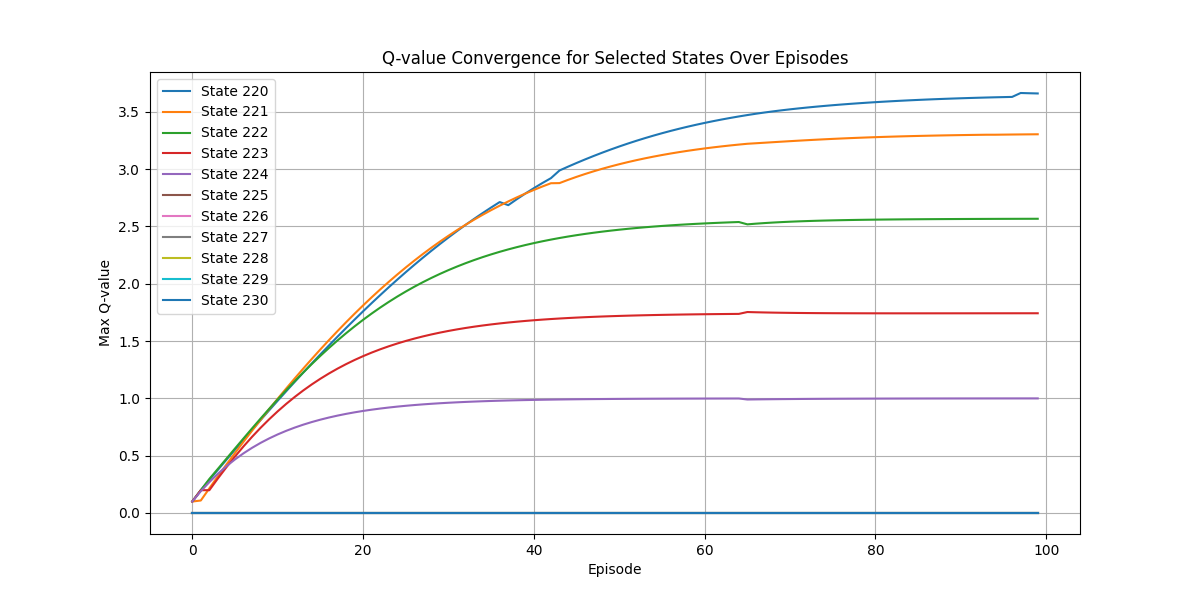 Q-value Convergence for Selected States Over Episodes
State 220
State 221
State 222
State 223
State 224
State 225
State 226
State 227
State 228
State 229
State 230
Max Q-value
3.5
3.0
2.5
2.0
1.5
1.0
0.5
0.0
0 20 40 60 80 100
Episode